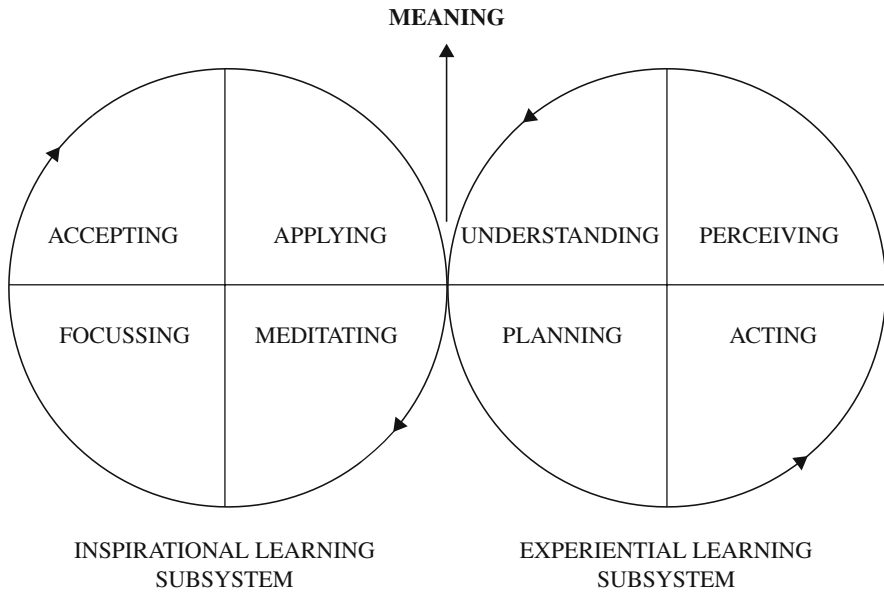 MEANING
ACCEPTING APPLYING UNDERSTANDING PERCEIVING
FOCUSSING MEDITATING PLANNING ACTING
INSPIRATIONAL LEARNING
SUBSYSTEM
EXPERIENTIAL LEARNING
SUBSYSTEM